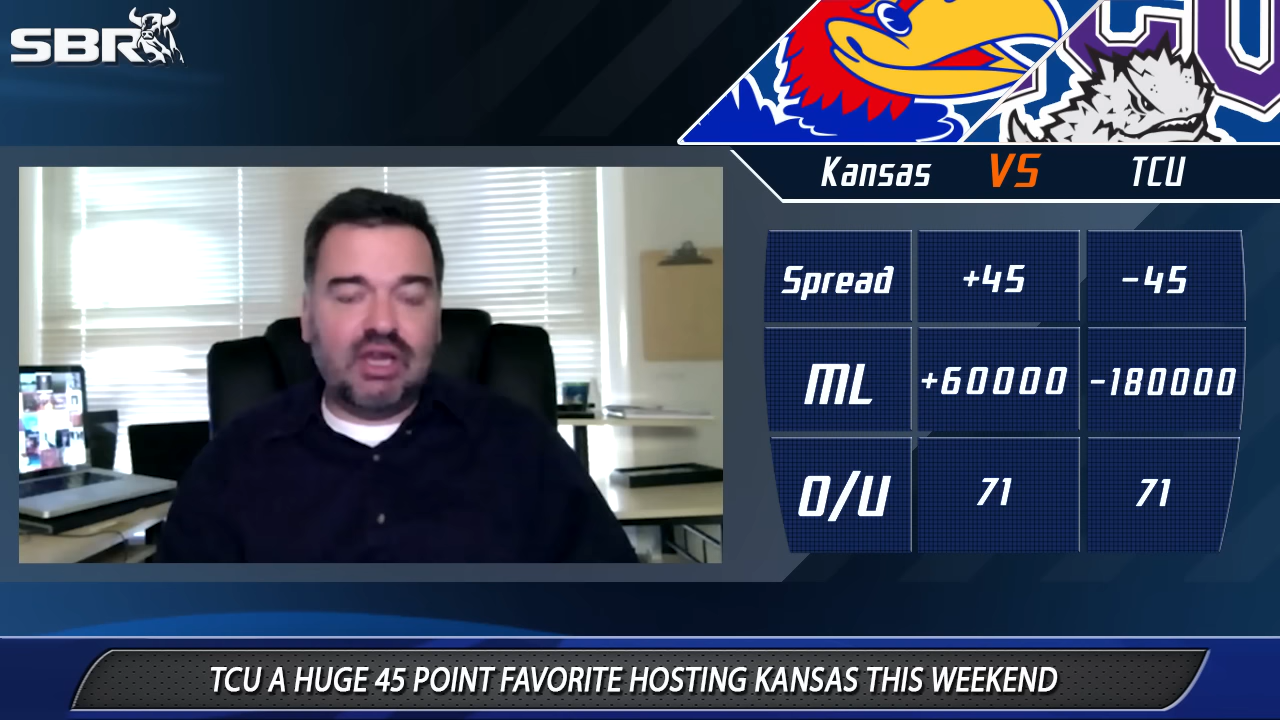 SBR
Kansas VS TCU
Spread +45 -45
ML +60000 -180000
O/U 71 71
TCU A HUGE 45 POINT FAVORITE HOSTING KANSAS THIS WEEKEND